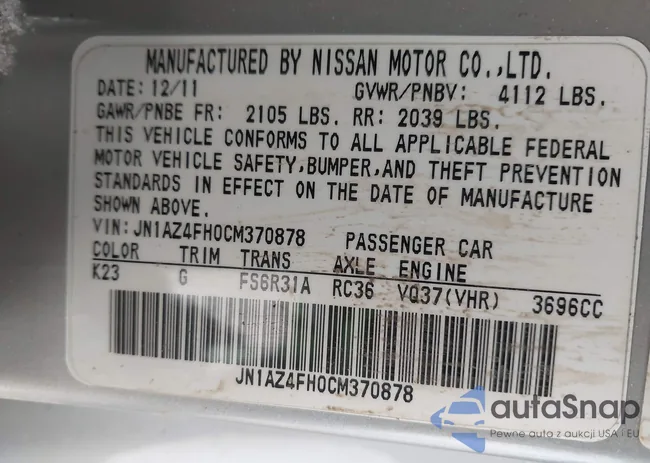 MANUFACTURED BY NISSAN MOTOR CO.,LTD.
DATE: 12/11 GVWR/PNBV: 4112 LBS.
GAWR/PNBE FR: 2105 LBS. RR: 2039 LBS.
THIS VEHICLE CONFORMS TO ALL APPLICABLE FEDERAL
MOTOR VEHICLE SAFETY,BUMPER,AND THEFT PREVENTION
STANDARDS IN EFFECT ON THE DATE OF MANUFACTURE
SHOWN ABOVE.
VIN:JN1AZ4FH0CM370878 PASSENGER CAR
COLOR TRIM TRANS AXLE ENGINE
K23 G FS6R31A RC36 VQ37(VHR) 3696CC
JN1AZ4FH0CM370878
autaSnap
Pewne auta z aukcji USA i EU